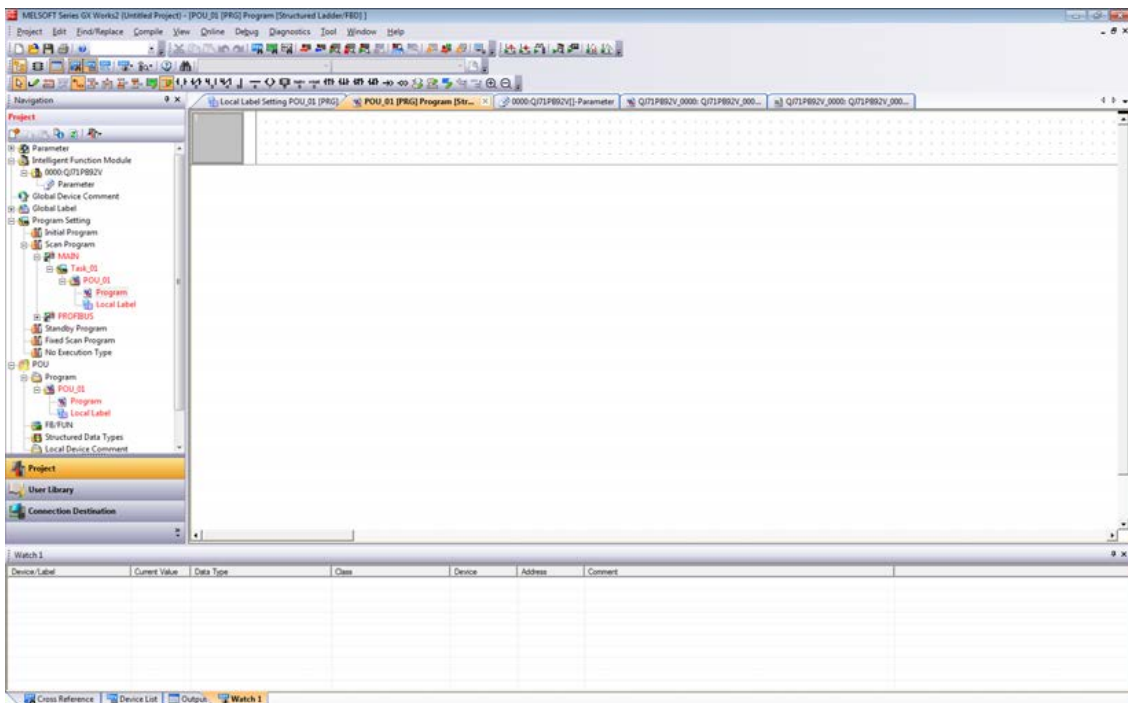 MELSOFT Series GX Works2 (Untitled Project) - [POU_01 [PRG] Program [Structured Ladder/FBD] ]
Project Edit Find/Replace Compile View Online Debug Diagnostics Tool Window Help
Navigation
Local Label Setting POU_01 [PRG]
POU_01 [PRG] Program [Str...
0000:QJ71PB92V[]-Parameter
QJ71PB92V_0000: QJ71PB92V_000...
QJ71PB92V_0000: QJ71PB92V_000...
Project
Parameter
Intelligent Function Module
0000:QJ71PB92V
Parameter
Global Device Comment
Global Label
Program Setting
Initial Program
Scan Program
MAIN
Task_01
POU_01
Program
Local Label
PROFIBUS
Standby Program
Fixed Scan Program
No Execution Type
POU
Program
POU_01
Program
Local Label
FB/FUN
Structured Data Types
Local Device Comment
Project
User Library
Connection Destination
Watch 1
Device/Label Current Value Data Type Class Device Address Comment
Cross Reference Device List Output Watch 1